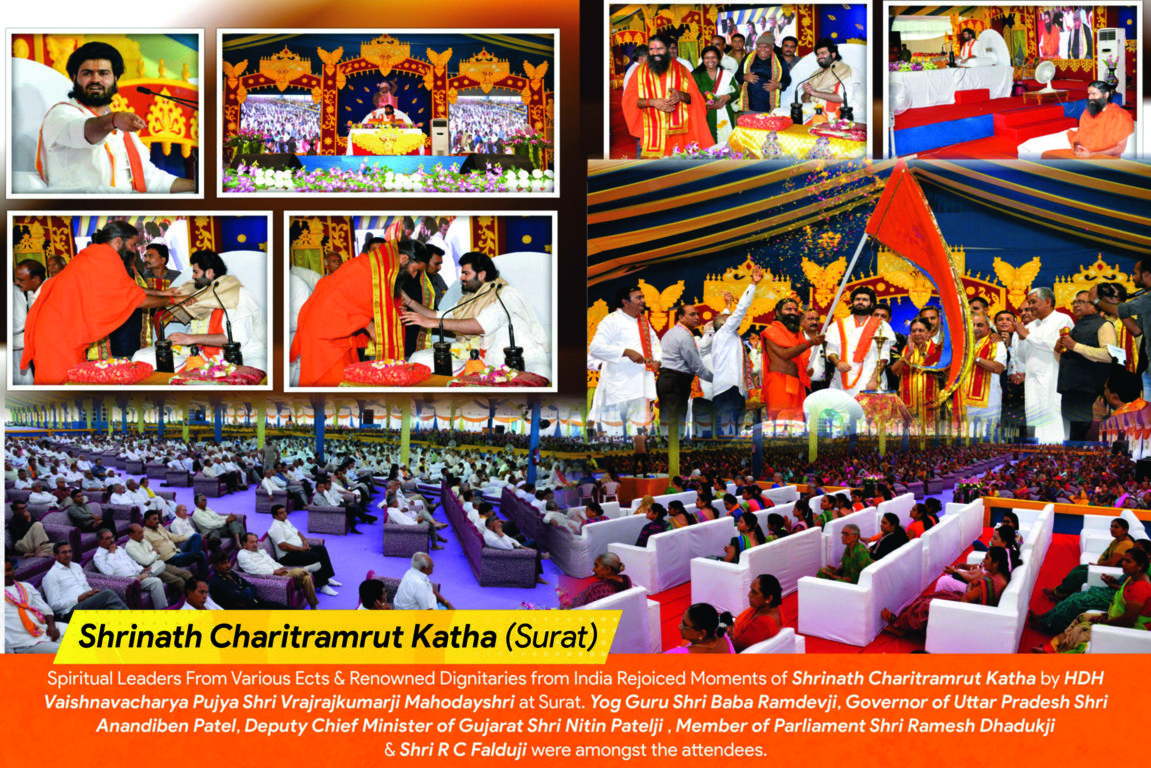 Shrinath Charitramrut Katha (Surat)
Spiritual Leaders From Various Ects & Renowned Dignitaries from India Rejoiced Moments of Shrinath Charitramrut Katha by HDH
Vaishnavacharya Pujya Shri Vrajrajkumarji Mahodayshri at Surat. Yog Guru Shri Baba Ramdevji, Governor of Uttar Pradesh Shri
Anandiben Patel, Deputy Chief Minister of Gujarat Shri Nitin Patelji , Member of Parliament Shri Ramesh Dhadukji
& Shri R C Falduji were amongst the attendees.